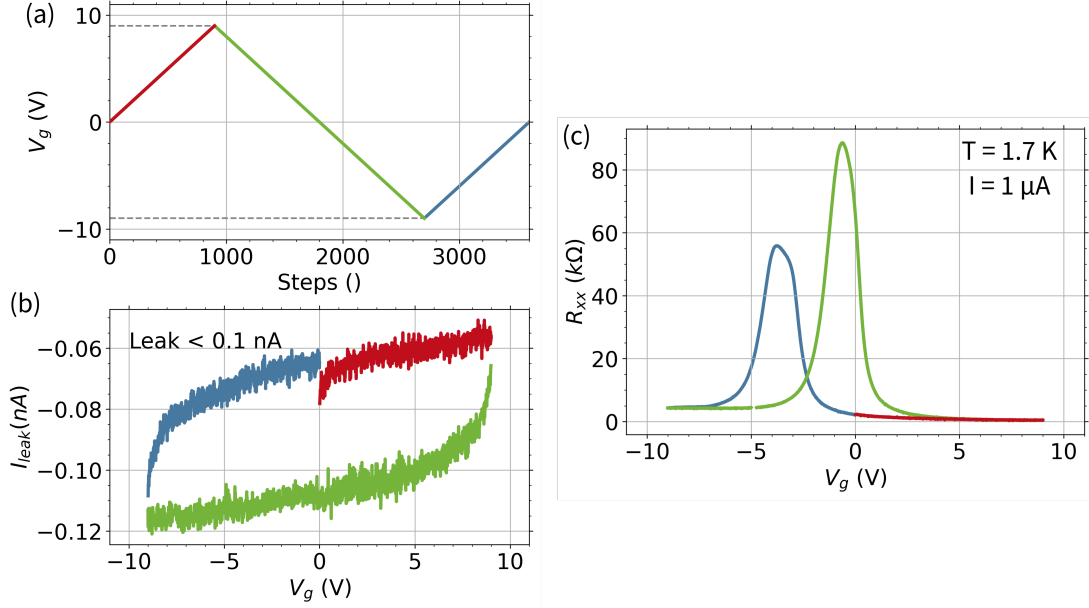 (a)
10
0
−10
V_g (V)
0
1000
2000
3000
Steps ()
(b)
Leak < 0.1 nA
−0.06
−0.08
−0.10
−0.12
I_leak(nA)
−10
−5
0
5
10
V_g (V)
(c)
T = 1.7 K
I = 1 μA
80
60
40
20
0
R_xx (kΩ)
−10
−5
0
5
10
V_g (V)